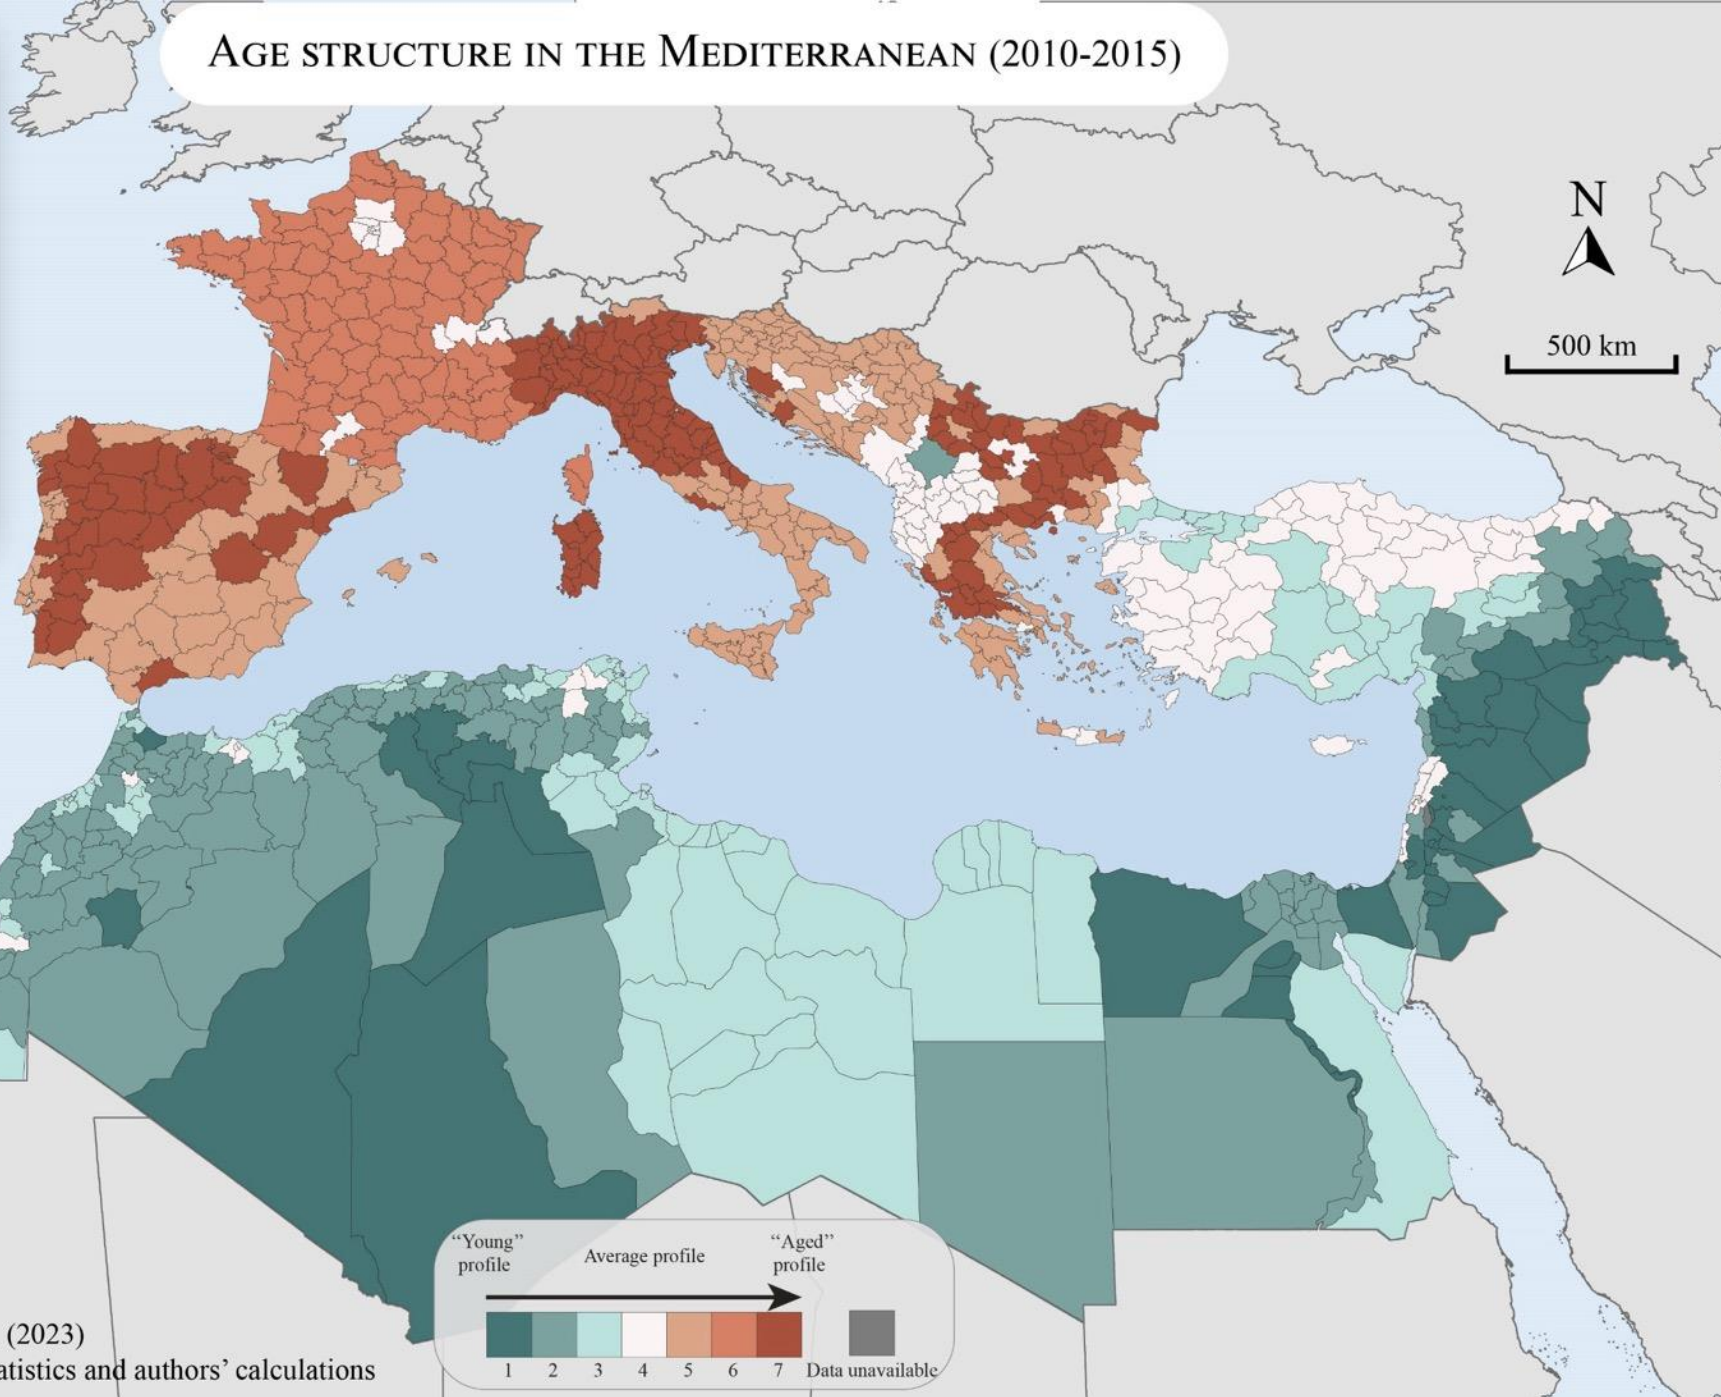 AGE STRUCTURE IN THE MEDITERRANEAN (2010-2015)
N
500 km
“Young”
profile
Average profile
“Aged”
profile
1 2 3 4 5 6 7 Data unavailable
(2023)
and authors’ calculations